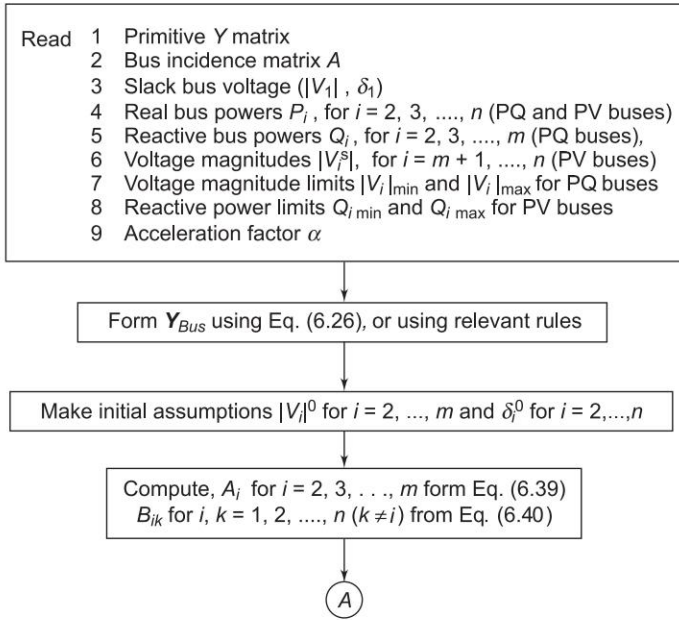 Read 1 Primitive Y matrix
2 Bus incidence matrix A
3 Slack bus voltage (|V₁| , δ₁)
4 Real bus powers Pᵢ , for i = 2, 3, ...., n (PQ and PV buses)
5 Reactive bus powers Qᵢ , for i = 2, 3, ...., m (PQ buses),
6 Voltage magnitudes |Vᵢˢ|, for i = m + 1, ...., n (PV buses)
7 Voltage magnitude limits |Vᵢ|min and |Vᵢ|max for PQ buses
8 Reactive power limits Qᵢ min and Qᵢ max for PV buses
9 Acceleration factor α
Form Y_Bus using Eq. (6.26), or using relevant rules
Make initial assumptions |Vᵢ|⁰ for i = 2, ..., m and δᵢ⁰ for i = 2,...,n
Compute, Aᵢ for i = 2, 3, . . ., m form Eq. (6.39)
Bᵢₖ for i, k = 1, 2, ...., n (k ≠ i) from Eq. (6.40)
A